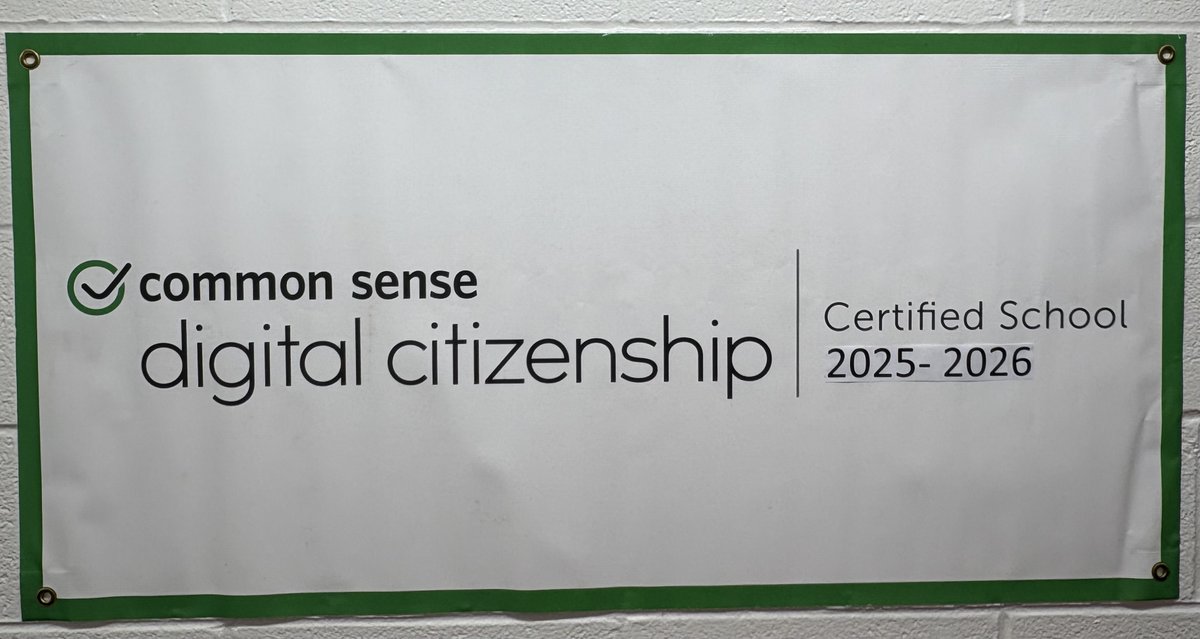 common sense
digital citizenship
Certified School
2025- 2026